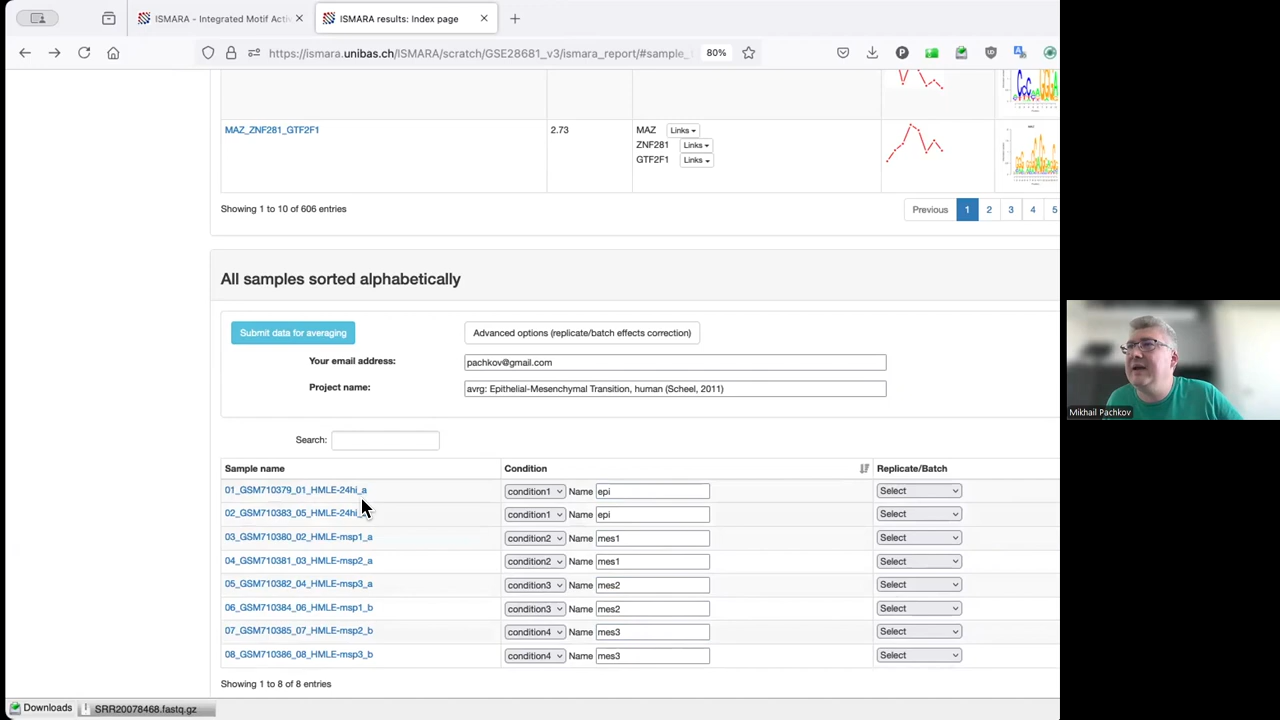 ISMARA - Integrated Motif Activ
ISMARA results: Index page
https://ismara.unibas.ch/ISMARA/scratch/GSE28681_v3/ismara_report/#sample_
80%
MAZ_ZNF281_GTF2F1
2.73
MAZ Links
ZNF281 Links
GTF2F1 Links
Showing 1 to 10 of 606 entries
Previous 1 2 3 4 5
All samples sorted alphabetically
Submit data for averaging
Advanced options (replicate/batch effects correction)
Your email address: pachkov@gmail.com
Project name: avrg: Epithelial-Mesenchymal Transition, human (Scheel, 2011)
Mikhail Pachkov
Search:
Sample name Condition Replicate/Batch
01_GSM710379_01_HMLE-24hi_a condition1 Name epi Select
02_GSM710383_05_HMLE-24hi_ condition1 Name epi Select
03_GSM710380_02_HMLE-msp1_a condition2 Name mes1 Select
04_GSM710381_03_HMLE-msp2_a condition2 Name mes1 Select
05_GSM710382_04_HMLE-msp3_a condition3 Name mes2 Select
06_GSM710384_06_HMLE-msp1_b condition3 Name mes2 Select
07_GSM710385_07_HMLE-msp2_b condition4 Name mes3 Select
08_GSM710386_08_HMLE-msp3_b condition4 Name mes3 Select
Showing 1 to 8 of 8 entries
Downloads
SRR20078468.fastq.gz